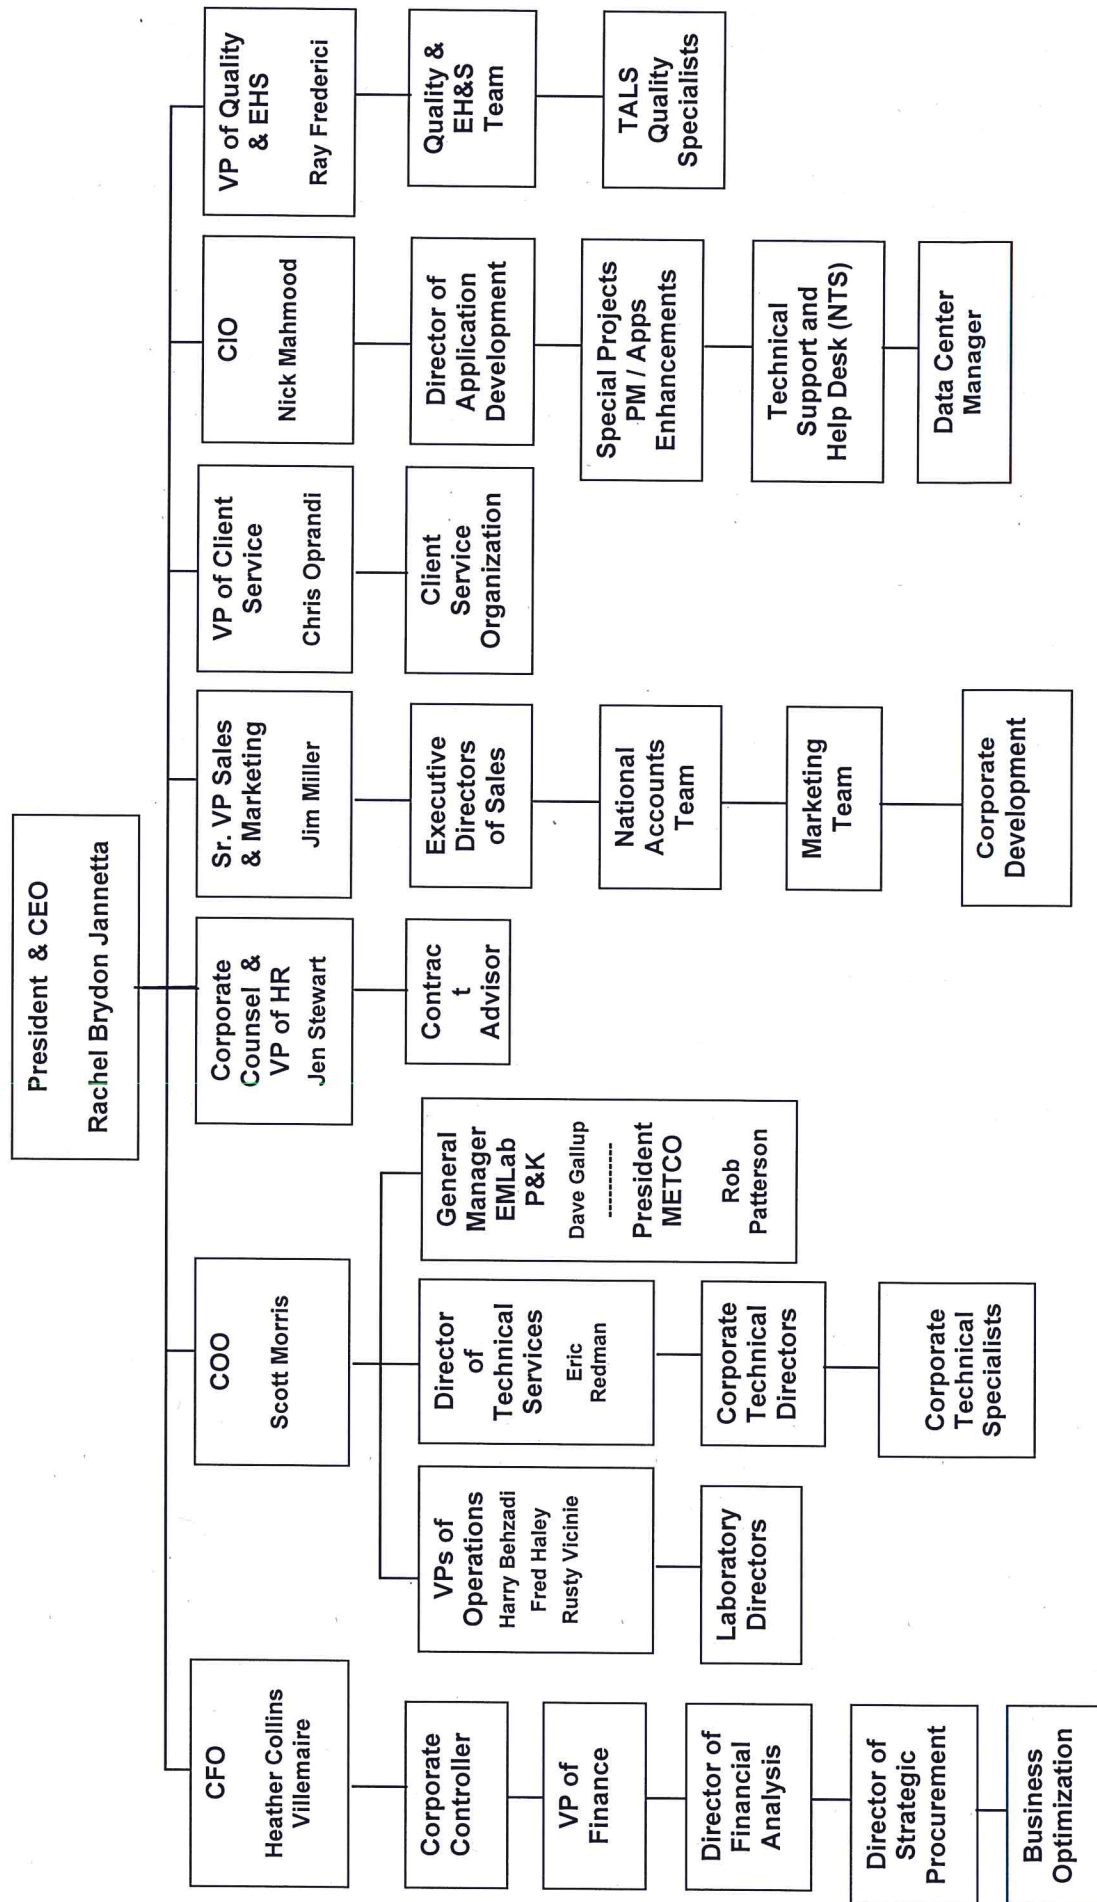 President & CEO
Rachel Brydon Jannetta
CFO
Heather Collins
Villemaire
Corporate
Controller
VP of
Finance
Director of
Financial
Analysis
Director of
Strategic
Procurement
Business
Optimization
COO
Scott Morris
VPs of
Operations
Harry Behzadi
Fred Haley
Rusty Vicinie
Laboratory
Directors
Director
of
Technical
Services
Eric
Redman
Corporate
Technical
Directors
Corporate
Technical
Specialists
General
Manager
EMLab
P&K
Dave Gallup
------------
President
METCO
Rob
Patterson
Corporate
Counsel &
VP of HR
Jen Stewart
Contrac
t
Advisor
Sr. VP Sales
& Marketing
Jim Miller
Executive
Directors
of Sales
National
Accounts
Team
Marketing
Team
Corporate
Development
VP of Client
Service
Chris Oprandi
Client
Service
Organization
CIO
Nick Mahmood
Director of
Application
Development
Special Projects
PM / Apps
Enhancements
Technical
Support and
Help Desk (NTS)
Data Center
Manager
VP of Quality
& EHS
Ray Frederici
Quality &
EH&S
Team
TALS
Quality
Specialists